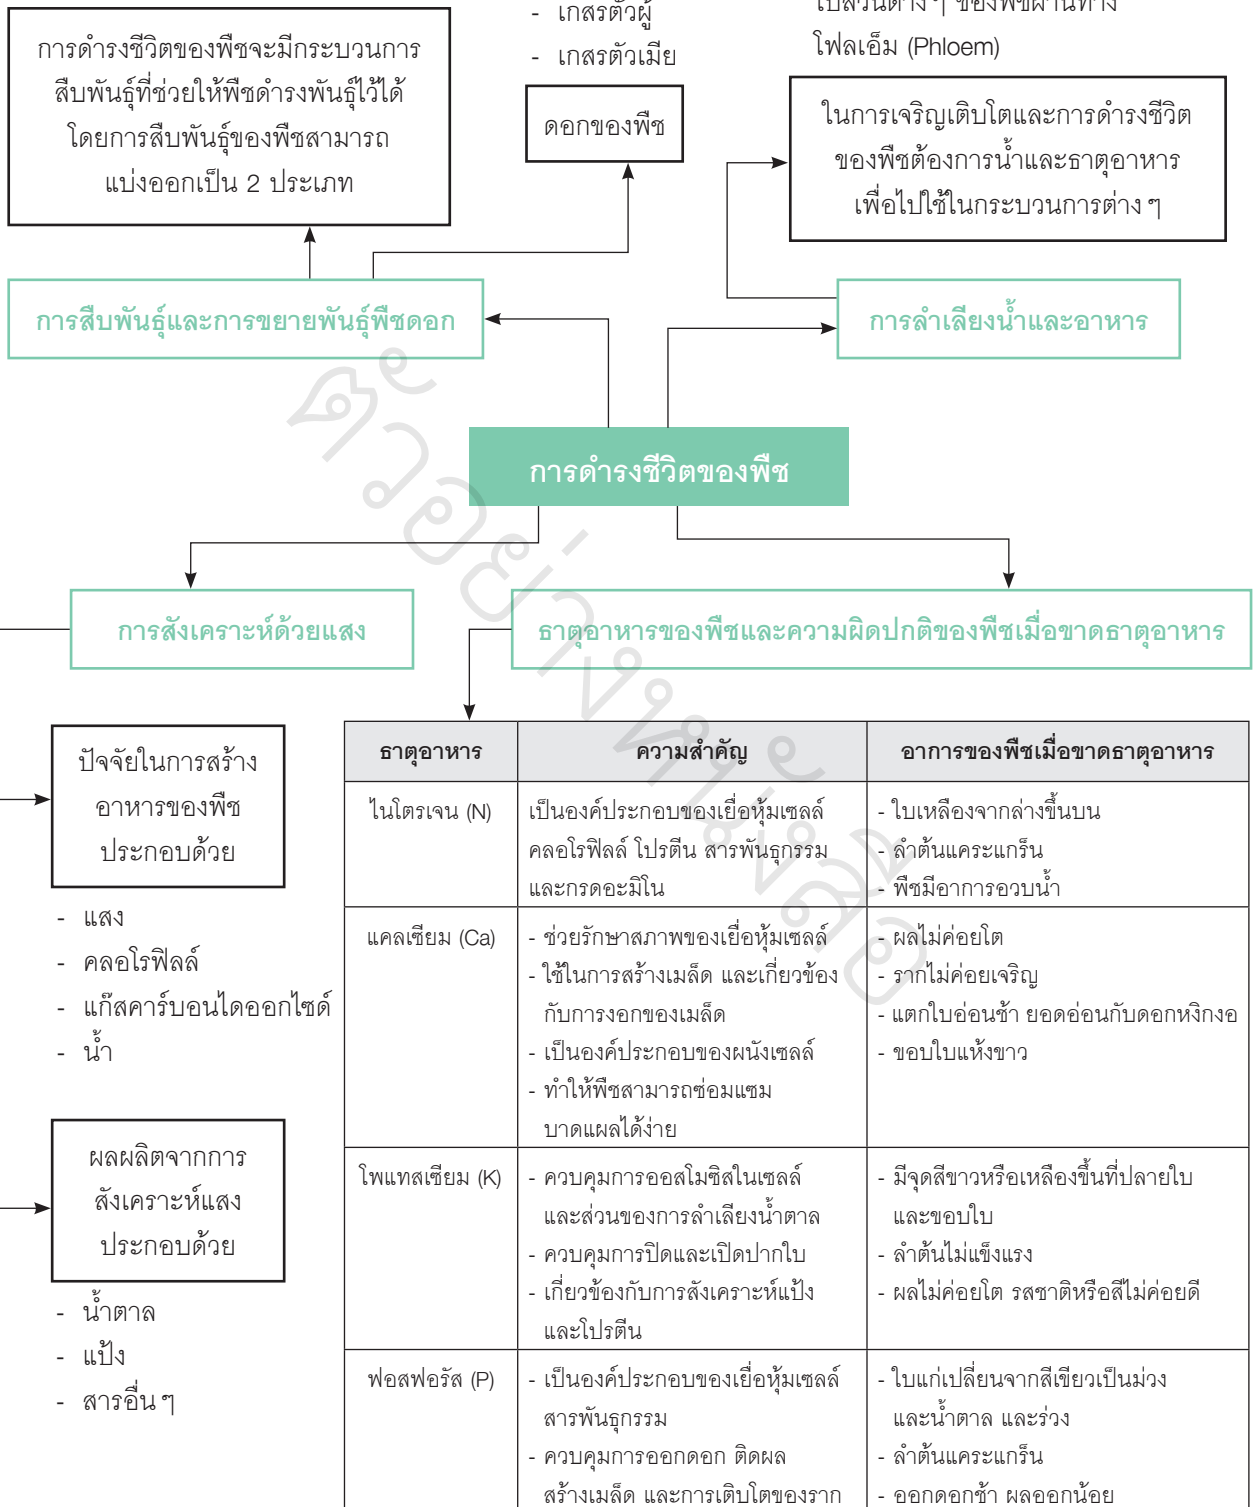 - เกสรตัวผู้
- เกสรตัวเมีย
ไปส่วนต่าง ๆ ของพืชผ่านทาง
โฟลเอ็ม (Phloem)
การดำรงชีวิตของพืชจะมีกระบวนการ
สืบพันธุ์ที่ช่วยให้พืชดำรงพันธุ์ไว้ได้
โดยการสืบพันธุ์ของพืชสามารถ
แบ่งออกเป็น 2 ประเภท
ดอกของพืช
ในการเจริญเติบโตและการดำรงชีวิต
ของพืชต้องการน้ำและธาตุอาหาร
เพื่อไปใช้ในกระบวนการต่าง ๆ
การสืบพันธุ์และการขยายพันธุ์พืชดอก
การลำเลียงน้ำและอาหาร
การดำรงชีวิตของพืช
การสังเคราะห์ด้วยแสง
ธาตุอาหารของพืชและความผิดปกติของพืชเมื่อขาดธาตุอาหาร
ปัจจัยในการสร้าง
อาหารของพืช
ประกอบด้วย
- แสง
- คลอโรฟิลล์
- แก๊สคาร์บอนไดออกไซด์
- น้ำ
ผลผลิตจากการ
สังเคราะห์แสง
ประกอบด้วย
- น้ำตาล
- แป้ง
- สารอื่น ๆ
ธาตุอาหาร
ความสำคัญ
อาการของพืชเมื่อขาดธาตุอาหาร
ไนโตรเจน (N)
เป็นองค์ประกอบของเยื่อหุ้มเซลล์
คลอโรฟิลล์ โปรตีน สารพันธุกรรม
และกรดอะมิโน
- ใบเหลืองจากล่างขึ้นบน
- ลำต้นแคระแกร็น
- พืชมีอาการอวบน้ำ
แคลเซียม (Ca)
- ช่วยรักษาสภาพของเยื่อหุ้มเซลล์
- ใช้ในการสร้างเมล็ด และเกี่ยวข้อง
กับการงอกของเมล็ด
- เป็นองค์ประกอบของผนังเซลล์
- ทำให้พืชสามารถซ่อมแซม
บาดแผลได้ง่าย
- ผลไม่ค่อยโต
- รากไม่ค่อยเจริญ
- แตกใบอ่อนช้า ยอดอ่อนกับดอกหงิกงอ
- ขอบใบแห้งขาว
โพแทสเซียม (K)
- ควบคุมการออสโมซิสในเซลล์
และส่วนของการลำเลียงน้ำตาล
- ควบคุมการปิดและเปิดปากใบ
- เกี่ยวข้องกับการสังเคราะห์แป้ง
และโปรตีน
- มีจุดสีขาวหรือเหลืองขึ้นที่ปลายใบ
และขอบใบ
- ลำต้นไม่แข็งแรง
- ผลไม่ค่อยโต รสชาติหรือสีไม่ค่อยดี
ฟอสฟอรัส (P)
- เป็นองค์ประกอบของเยื่อหุ้มเซลล์
สารพันธุกรรม
- ควบคุมการออกดอก ติดผล
สร้างเมล็ด และการเติบโตของราก
- ใบแก่เปลี่ยนจากสีเขียวเป็นม่วง
และน้ำตาล และร่วง
- ลำต้นแคระแกร็น
- ออกดอกช้า ผลออกน้อย
ตัวอย่างหนังสือ